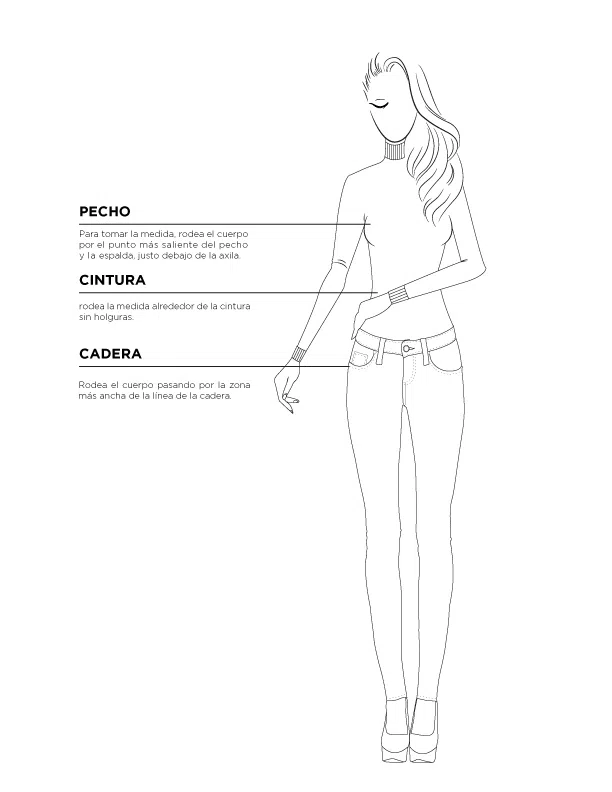 PECHO
Para tomar la medida, rodea el cuerpo
por el punto más saliente del pecho
y la espalda, justo debajo de la axila.
CINTURA
rodea la medida alrededor de la cintura
sin holguras.
CADERA
Rodea el cuerpo pasando por la zona
más ancha de la línea de la cadera.